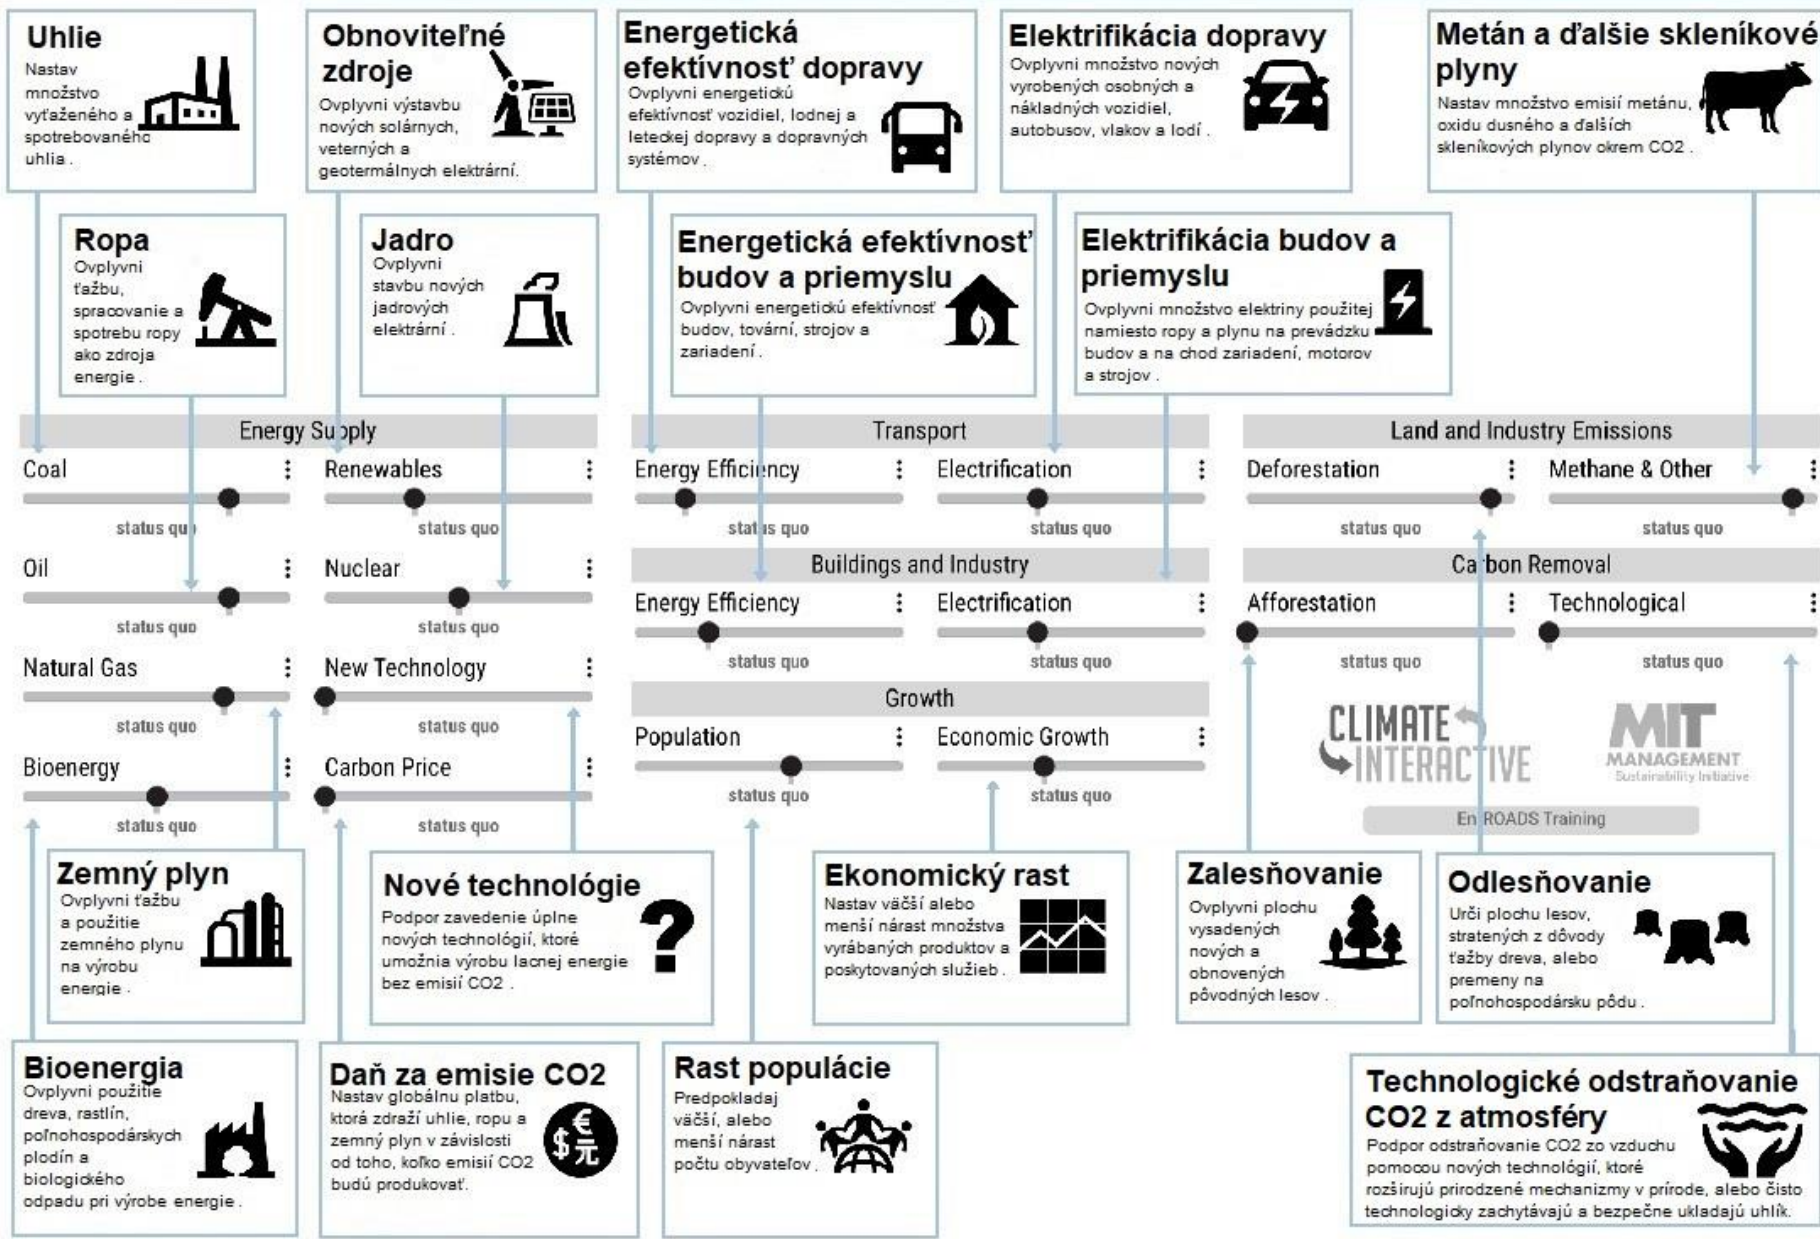 Uhlie
Nastav
množstvo
vyťaženého a
spotrebovaného
uhlia .
Obnoviteľné
zdroje
Ovplyvni výstavbu
nových solárnych,
veterných a
geotermálnych elektrární.
Energetická
efektívnosť dopravy
Ovplyvni energetickú
efektívnosť vozidiel, lodnej a
leteckej dopravy a dopravných
systémov .
Elektrifikácia dopravy
Ovplyvni množstvo nových
vyrobených osobných a
nákladných vozidiel,
autobusov, vlakov a lodí .
Metán a ďalšie skleníkové
plyny
Nastav množstvo emisií metánu,
oxidu dusného a ďalších
skleníkových plynov okrem CO2 .
Ropa
Ovplyvni
ťažbu,
spracovanie a
spotrebu ropy
ako zdroja
energie .
Jadro
Ovplyvni
stavbu nových
jadrových
elektrární .
Energetická efektívnosť
budov a priemyslu
Ovplyvni energetickú efektívnosť
budov, tovární, strojov a
zariadení .
Elektrifikácia budov a
priemyslu
Ovplyvni množstvo elektriny použitej
namiesto ropy a plynu na prevádzku
budov a na chod zariadení, motorov
a strojov .
Energy Supply
Coal
status quo
Renewables
status quo
Oil
status quo
Nuclear
status quo
Natural Gas
status quo
New Technology
status quo
Bioenergy
status quo
Carbon Price
status quo
Transport
Energy Efficiency
status quo
Electrification
status quo
Buildings and Industry
Energy Efficiency
status quo
Electrification
status quo
Growth
Population
status quo
Economic Growth
status quo
Land and Industry Emissions
Deforestation
status quo
Methane & Other
status quo
Carbon Removal
Afforestation
status quo
Technological
status quo
CLIMATE
INTERACTIVE
MIT
MANAGEMENT
Sustainability Initiative
En-ROADS Training
Zemný plyn
Ovplyvni ťažbu
a použitie
zemného plynu
na výrobu
energie .
Nové technológie
Podpor zavedenie úplne
nových technológií, ktoré
umožnia výrobu lacnej energie
bez emisií CO2 .
?
Ekonomický rast
Nastav väčší alebo
menší nárast množstva
vyrábaných produktov a
poskytovaných služieb .
Zalesňovanie
Ovplyvni plochu
vysadených
nových a
obnovených
pôvodných lesov .
Odlesňovanie
Urči plochu lesov,
stratených z dôvody
ťažby dreva, alebo
premeny na
poľnohospodársku pôdu .
Bioenergia
Ovplyvni použitie
dreva, rastlín,
poľnohospodárskych
plodín a
biologického
odpadu pri výrobe energie .
Daň za emisie CO2
Nastav globálnu platbu,
ktorá zdraží uhlie, ropu a
zemný plyn v závislosti
od toho, koľko emisií CO2
budú produkovať.
€
$元
Rast populácie
Predpokladaj
väčší, alebo
menší nárast
počtu obyvateľov .
Technologické odstraňovanie
CO2 z atmosféry
Podpor odstraňovanie CO2 zo vzduchu
pomocou nových technológií, ktoré
rozširujú prirodzené mechanizmy v prírode, alebo čisto
technologicky zachytávajú a bezpečne ukladajú uhlík.